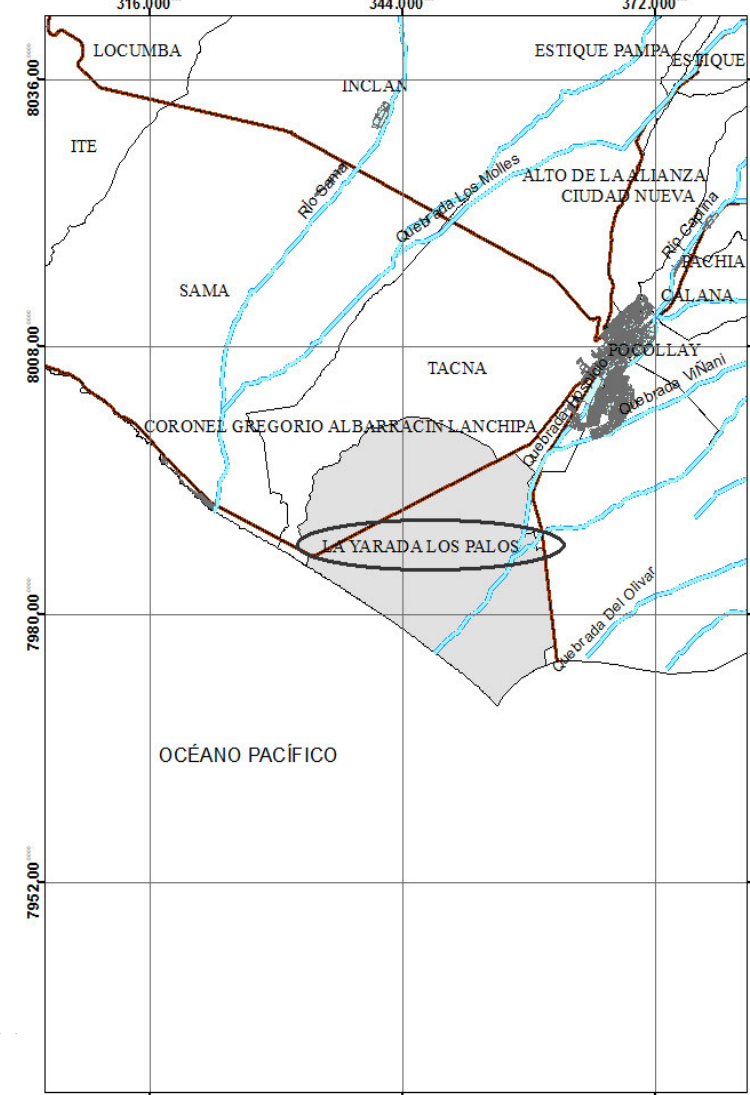 316,000
344,000
372,000
8036,00
8008,00
7980,00
7952,00
LOCUMBA
ESTIQUE PAMPA
ESTIQUE
INCLAN
ITE
Río Sama
Quebrada Los Molles
ALTO DE LA ALIANZA
CIUDAD NUEVA
Río Caplina
PACHIA
SAMA
CALANA
POCOLLAY
TACNA
Quebrada Viñani
Quebrada Hospicio
CORONEL GREGORIO ALBARRACIN LANCHIPA
LA YARADA LOS PALOS
Quebrada Del Olivar
OCÉANO PACÍFICO